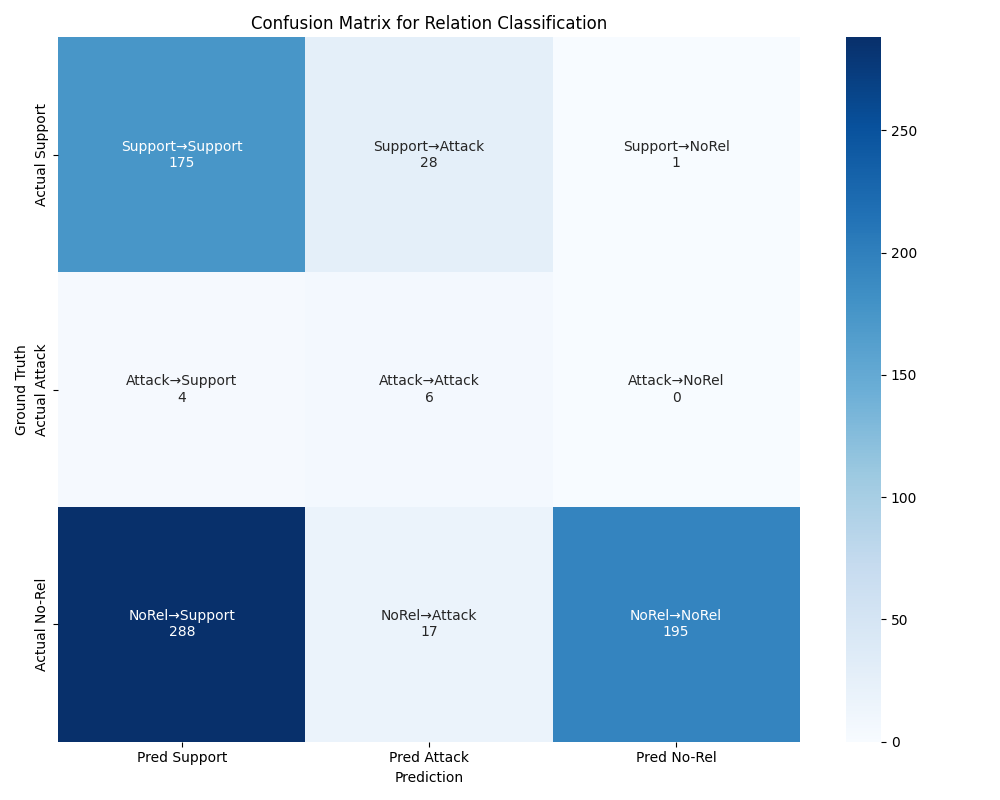 Confusion Matrix for Relation Classification
Ground Truth
Actual Support
Support→Support
175
Support→Attack
28
Support→NoRel
1
Actual Attack
Attack→Support
4
Attack→Attack
6
Attack→NoRel
0
Actual No-Rel
NoRel→Support
288
NoRel→Attack
17
NoRel→NoRel
195
Pred Support
Pred Attack
Pred No-Rel
Prediction
250
200
150
100
50
0